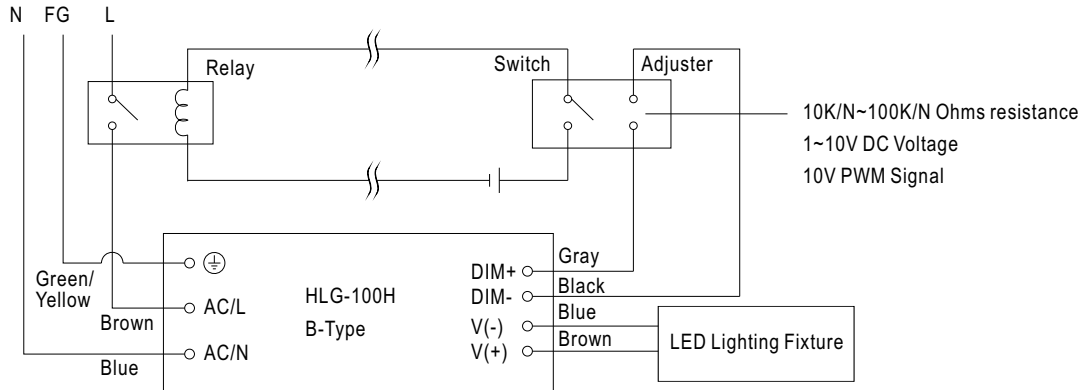 N FG L
Relay
Switch
Adjuster
10K/N~100K/N Ohms resistance
1~10V DC Voltage
10V PWM Signal
Green/
Yellow
Brown
Blue
AC/L
AC/N
HLG-100H
B-Type
DIM+
DIM-
V(-)
V(+)
Gray
Black
Blue
Brown
LED Lighting Fixture